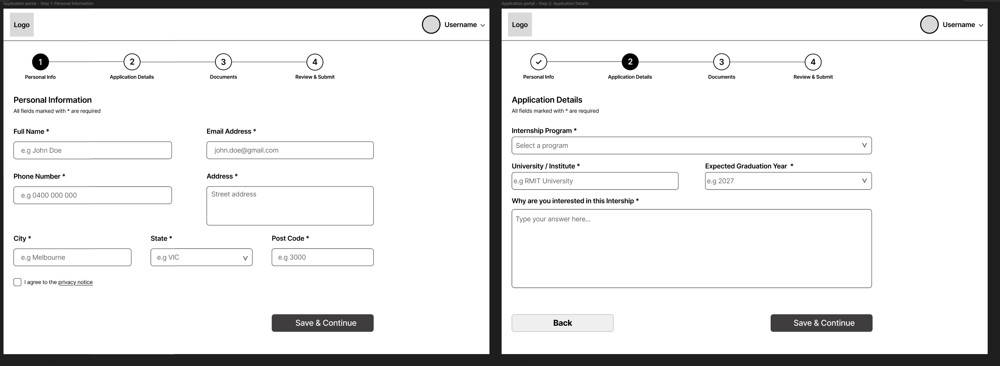 Application portal - Step 1: Personal Information
Logo
Username
1
2
3
4
Personal Info
Application Details
Documents
Review & Submit
Personal Information
All fields marked with * are required
Full Name *
Email Address *
e.g John Doe
john.doe@gmail.com
Phone Number *
Address *
e.g 0400 000 000
Street address
City *
State *
Post Code *
e.g Melbourne
e.g VIC
V
e.g 3000
I agree to the privacy notice
Save & Continue
Application portal - Step 2: Application Details
Logo
Username
2
3
4
Personal Info
Application Details
Documents
Review & Submit
Application Details
All fields marked with * are required
Internship Program *
Select a program
V
University / Institute *
Expected Graduation Year *
e.g RMIT University
e.g 2027
V
Why are you interested in this Intership *
Type your answer here...
Back
Save & Continue